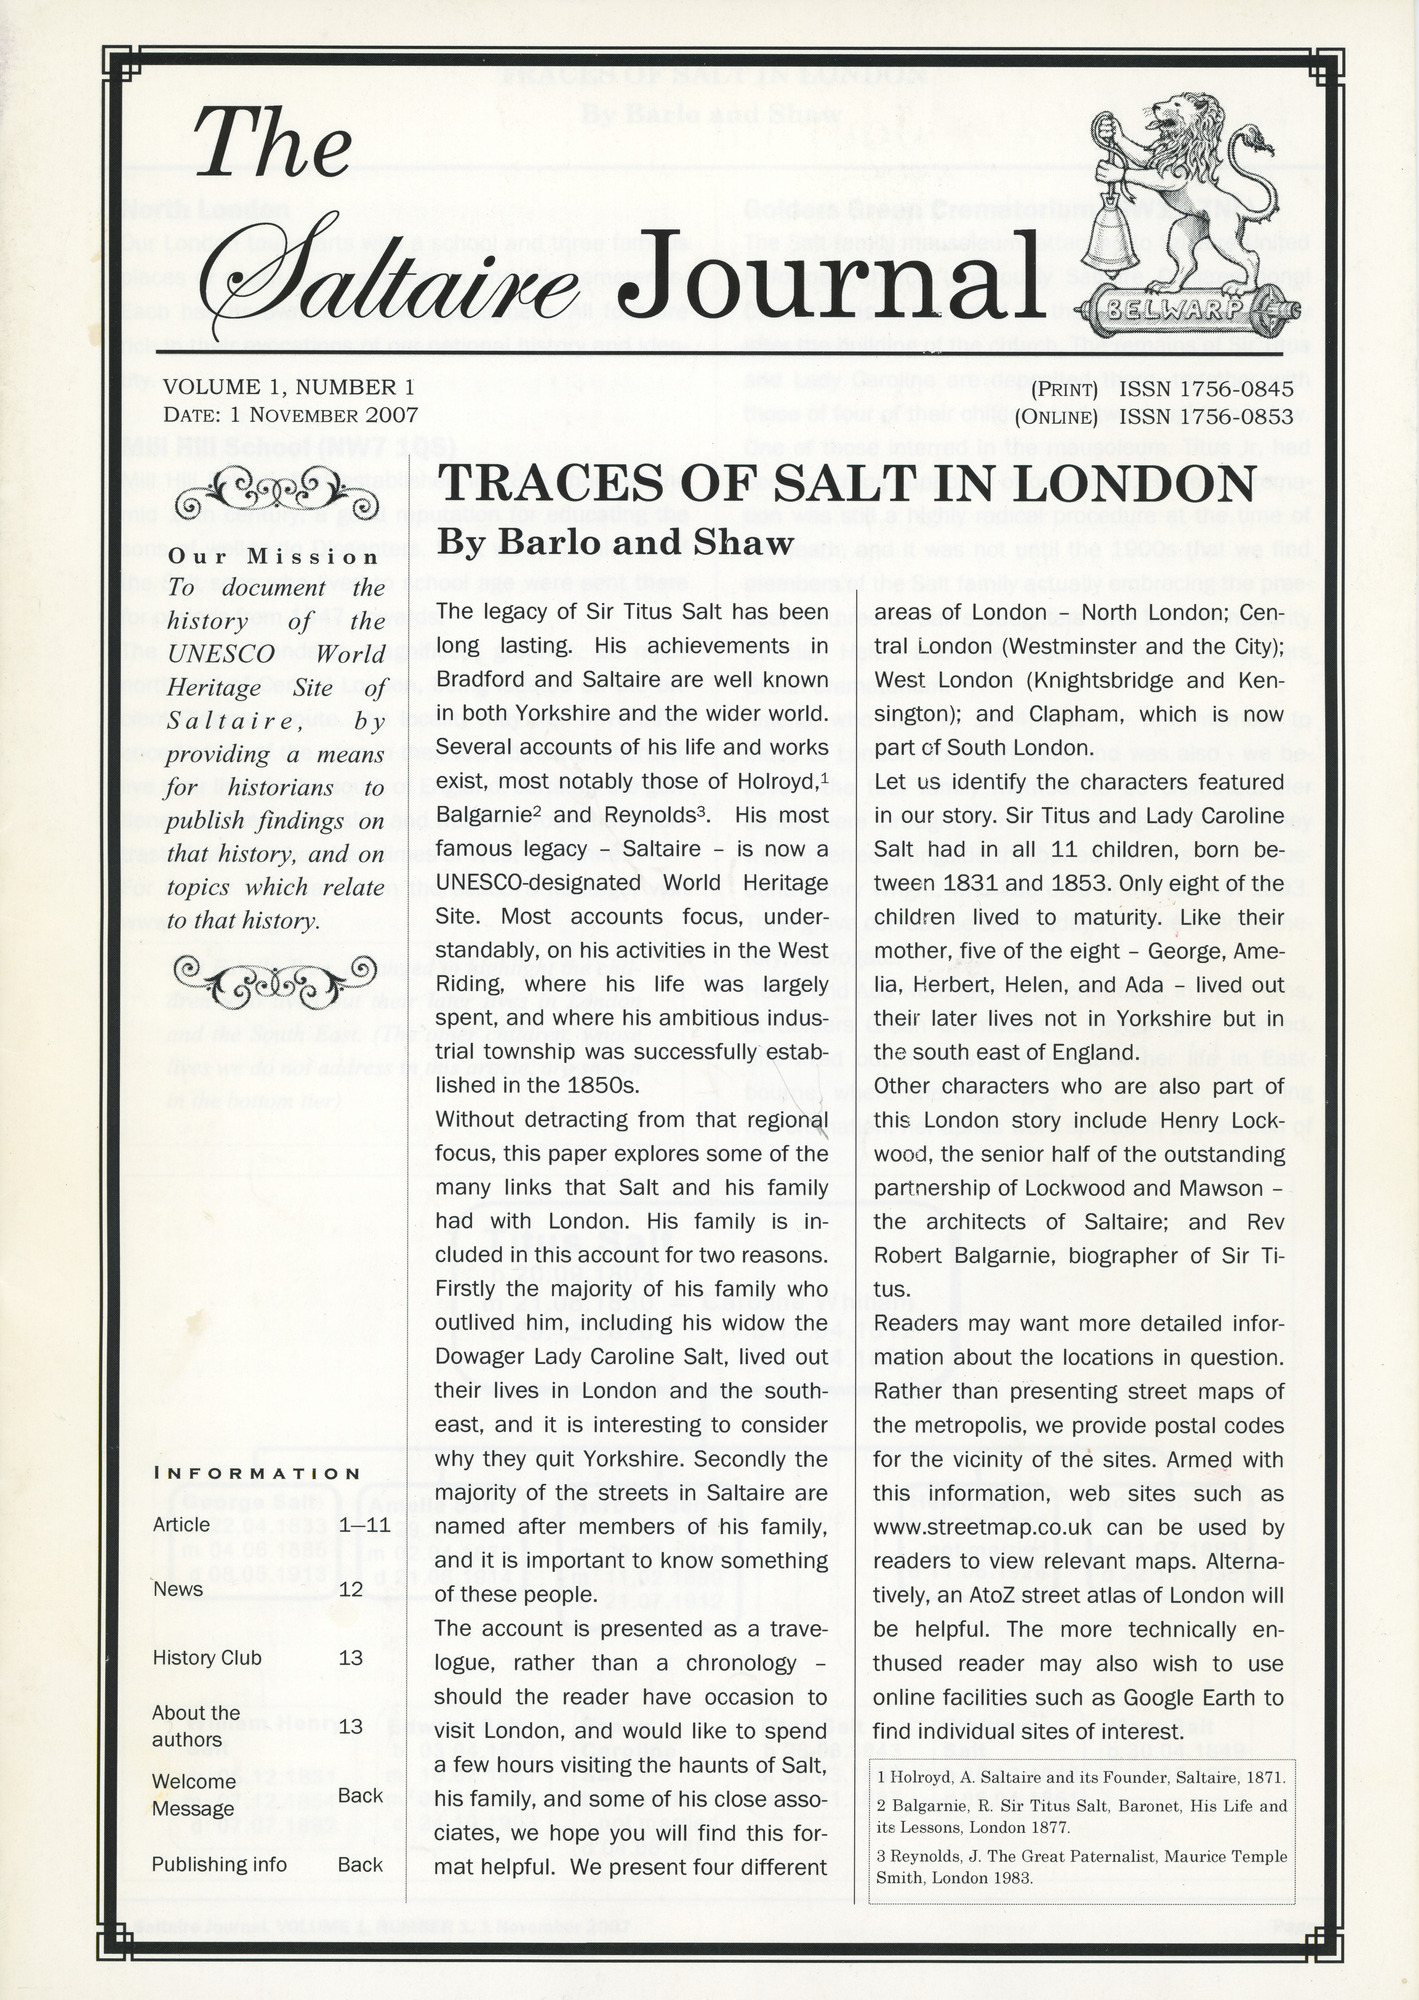 The
Saltaire Journal
BELWARP
VOLUME 1, NUMBER 1
DATE: 1 NOVEMBER 2007
(PRINT) ISSN 1756-0845
(ONLINE) ISSN 1756-0853
Our Mission
To document the
history of the
UNESCO World
Heritage Site of
Saltaire, by
providing a means
for historians to
publish findings on
that history, and on
topics which relate
to that history.
INFORMATION
Article 1–11
News 12
History Club 13
About the
authors 13
Welcome
Message Back
Publishing info Back
TRACES OF SALT IN LONDON
By Barlo and Shaw
The legacy of Sir Titus Salt has been
long lasting. His achievements in
Bradford and Saltaire are well known
in both Yorkshire and the wider world.
Several accounts of his life and works
exist, most notably those of Holroyd,1
Balgarnie2 and Reynolds3. His most
famous legacy – Saltaire – is now a
UNESCO-designated World Heritage
Site. Most accounts focus, under-
standably, on his activities in the West
Riding, where his life was largely
spent, and where his ambitious indus-
trial township was successfully estab-
lished in the 1850s.
Without detracting from that regional
focus, this paper explores some of the
many links that Salt and his family
had with London. His family is in-
cluded in this account for two reasons.
Firstly the majority of his family who
outlived him, including his widow the
Dowager Lady Caroline Salt, lived out
their lives in London and the south-
east, and it is interesting to consider
why they quit Yorkshire. Secondly the
majority of the streets in Saltaire are
named after members of his family,
and it is important to know something
of these people.
The account is presented as a trave-
logue, rather than a chronology –
should the reader have occasion to
visit London, and would like to spend
a few hours visiting the haunts of Salt,
his family, and some of his close asso-
ciates, we hope you will find this for-
mat helpful. We present four different
areas of London – North London; Cen-
tral London (Westminster and the City);
West London (Knightsbridge and Ken-
sington); and Clapham, which is now
part of South London.
Let us identify the characters featured
in our story. Sir Titus and Lady Caroline
Salt had in all 11 children, born be-
tween 1831 and 1853. Only eight of the
children lived to maturity. Like their
mother, five of the eight – George, Ame-
lia, Herbert, Helen, and Ada – lived out
their later lives not in Yorkshire but in
the south east of England.
Other characters who are also part of
this London story include Henry Lock-
wood, the senior half of the outstanding
partnership of Lockwood and Mawson –
the architects of Saltaire; and Rev
Robert Balgarnie, biographer of Sir Ti-
tus.
Readers may want more detailed infor-
mation about the locations in question.
Rather than presenting street maps of
the metropolis, we provide postal codes
for the vicinity of the sites. Armed with
this information, web sites such as
www.streetmap.co.uk can be used by
readers to view relevant maps. Alterna-
tively, an AtoZ street atlas of London will
be helpful. The more technically en-
thused reader may also wish to use
online facilities such as Google Earth to
find individual sites of interest.
1 Holroyd, A. Saltaire and its Founder, Saltaire, 1871.
2 Balgarnie, R. Sir Titus Salt, Baronet, His Life and
its Lessons, London 1877.
3 Reynolds, J. The Great Paternalist, Maurice Temple
Smith, London 1983.